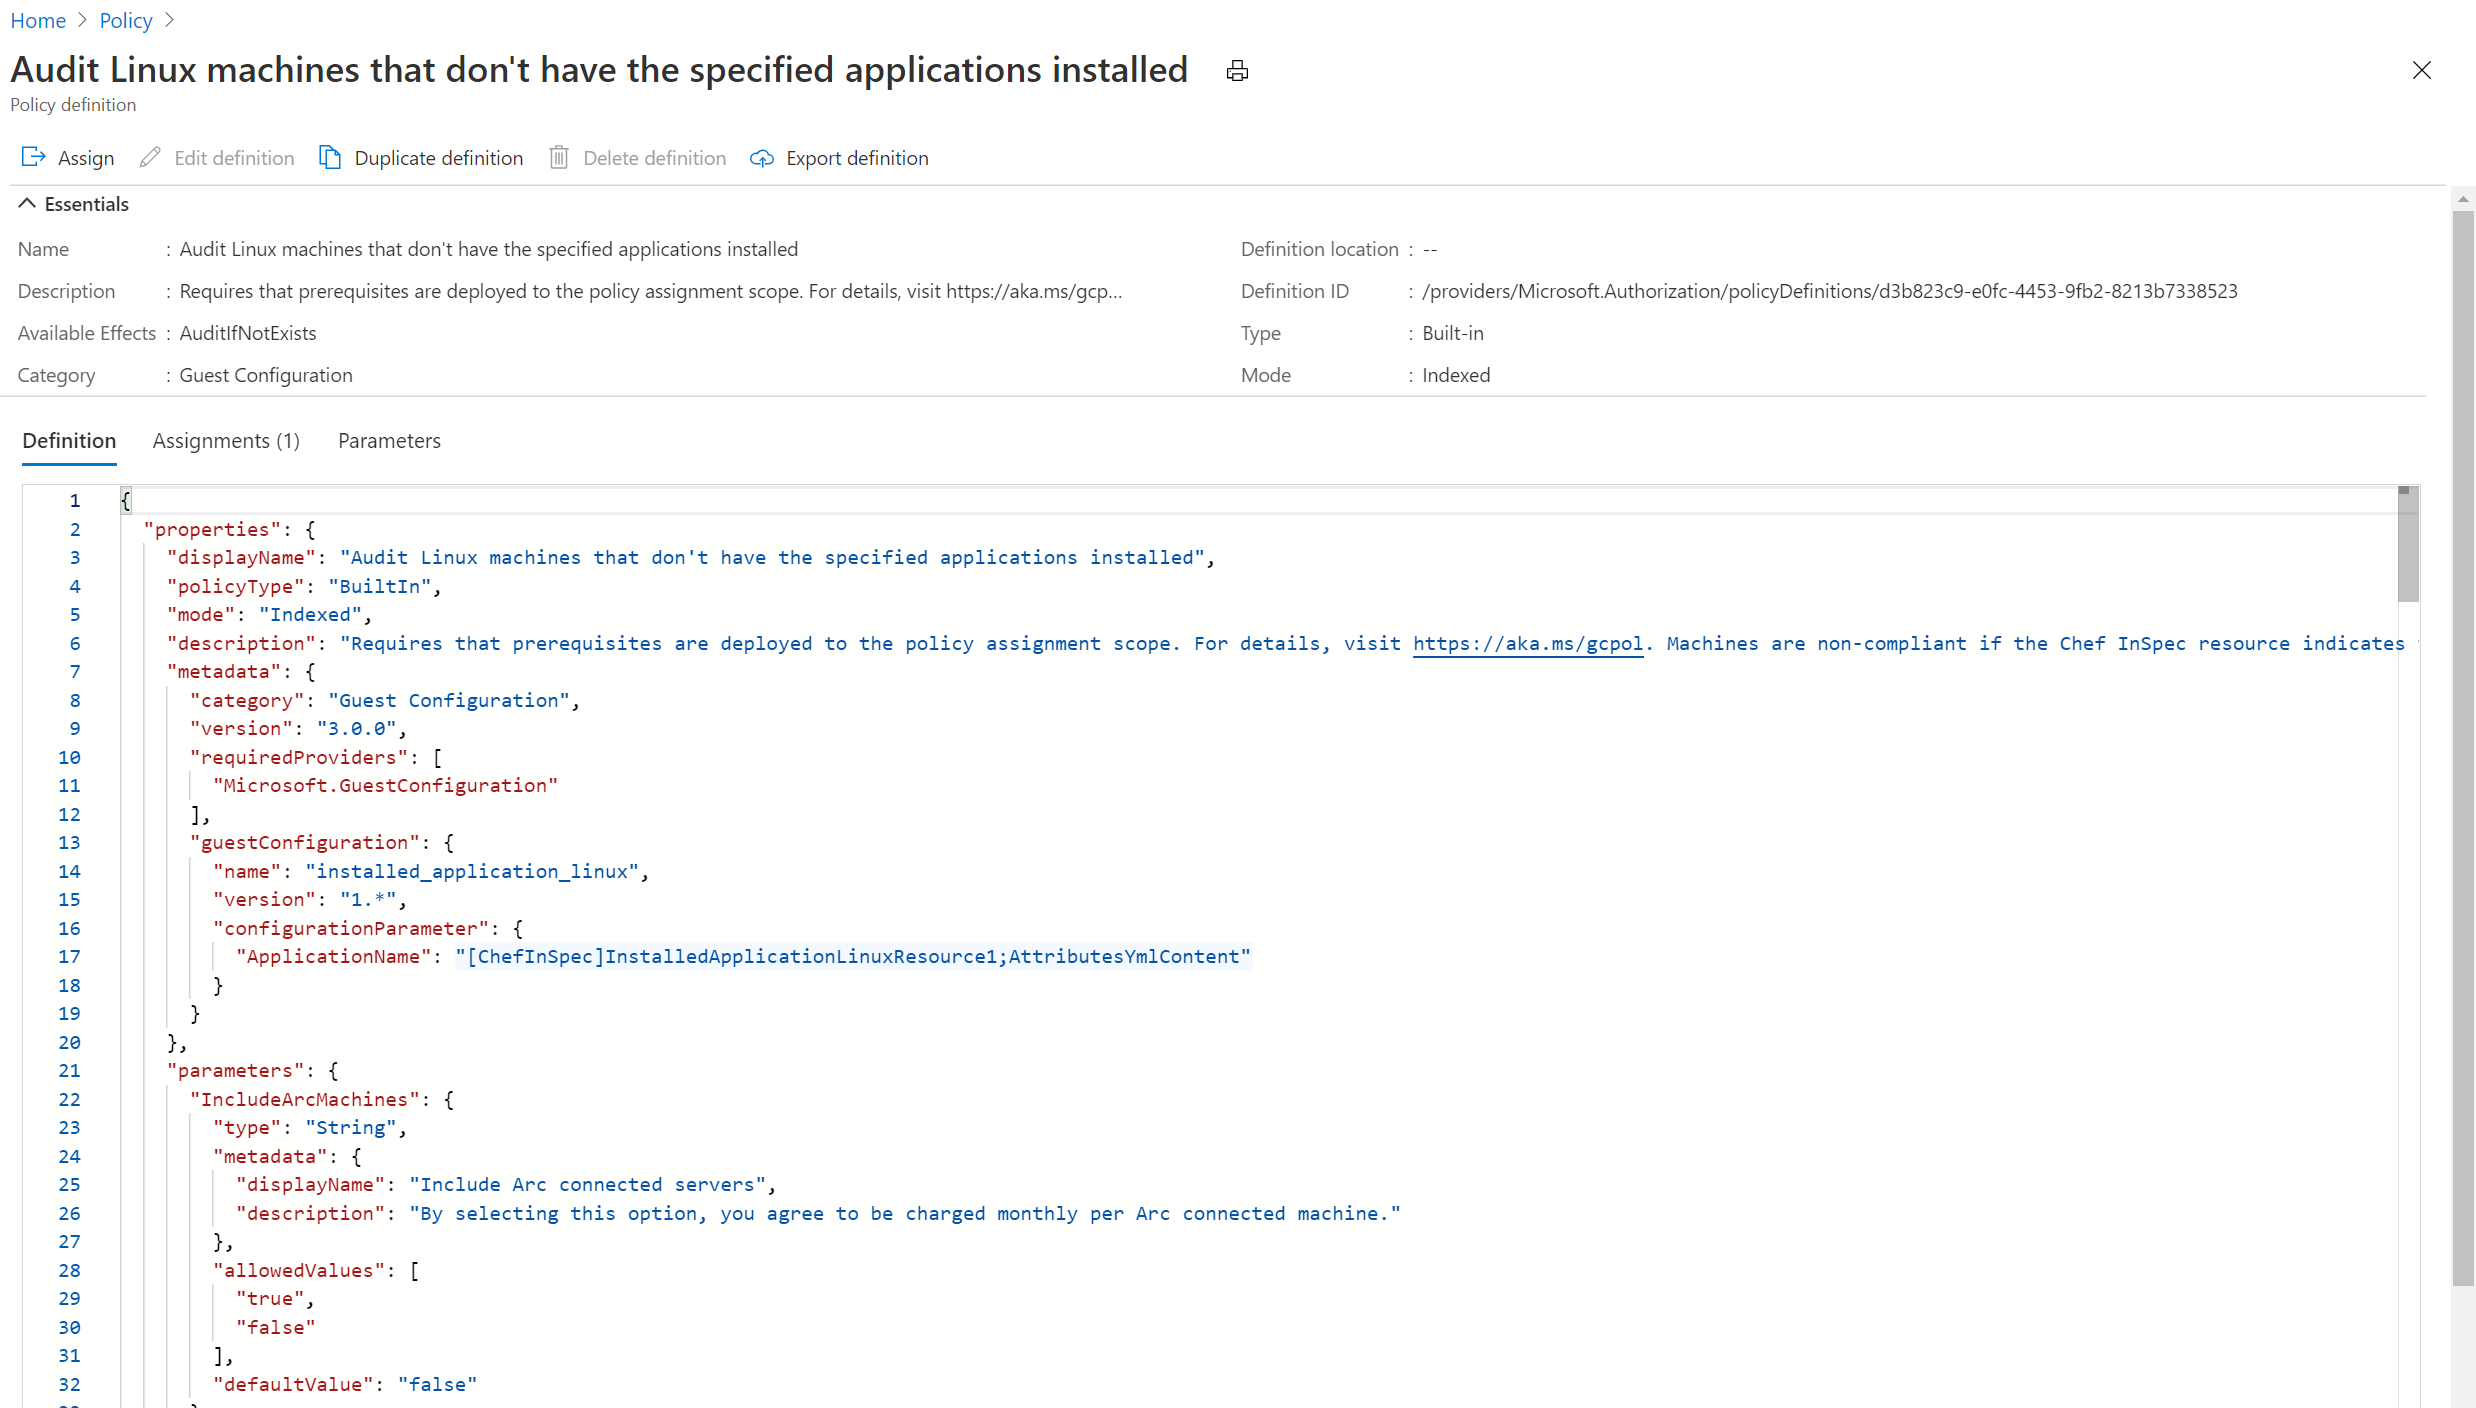 Home > Policy >
Audit Linux machines that don't have the specified applications installed
Policy definition
Assign Edit definition Duplicate definition Delete definition Export definition
Essentials
Name : Audit Linux machines that don't have the specified applications installed
Definition location : --
Description : Requires that prerequisites are deployed to the policy assignment scope. For details, visit https://aka.ms/gcp...
Definition ID : /providers/Microsoft.Authorization/policyDefinitions/d3b823c9-e0fc-4453-9fb2-8213b7338523
Available Effects : AuditIfNotExists
Type : Built-in
Category : Guest Configuration
Mode : Indexed
Definition Assignments (1) Parameters
1 {
2 "properties": {
3 "displayName": "Audit Linux machines that don't have the specified applications installed",
4 "policyType": "BuiltIn",
5 "mode": "Indexed",
6 "description": "Requires that prerequisites are deployed to the policy assignment scope. For details, visit https://aka.ms/gcpol. Machines are non-compliant if the Chef InSpec resource indicates
7 "metadata": {
8 "category": "Guest Configuration",
9 "version": "3.0.0",
10 "requiredProviders": [
11 "Microsoft.GuestConfiguration"
12 ],
13 "guestConfiguration": {
14 "name": "installed_application_linux",
15 "version": "1.*",
16 "configurationParameter": {
17 "ApplicationName": "[ChefInSpec]InstalledApplicationLinuxResource1;AttributesYmlContent"
18 }
19 }
20 },
21 "parameters": {
22 "IncludeArcMachines": {
23 "type": "String",
24 "metadata": {
25 "displayName": "Include Arc connected servers",
26 "description": "By selecting this option, you agree to be charged monthly per Arc connected machine."
27 },
28 "allowedValues": [
29 "true",
30 "false"
31 ],
32 "defaultValue": "false"